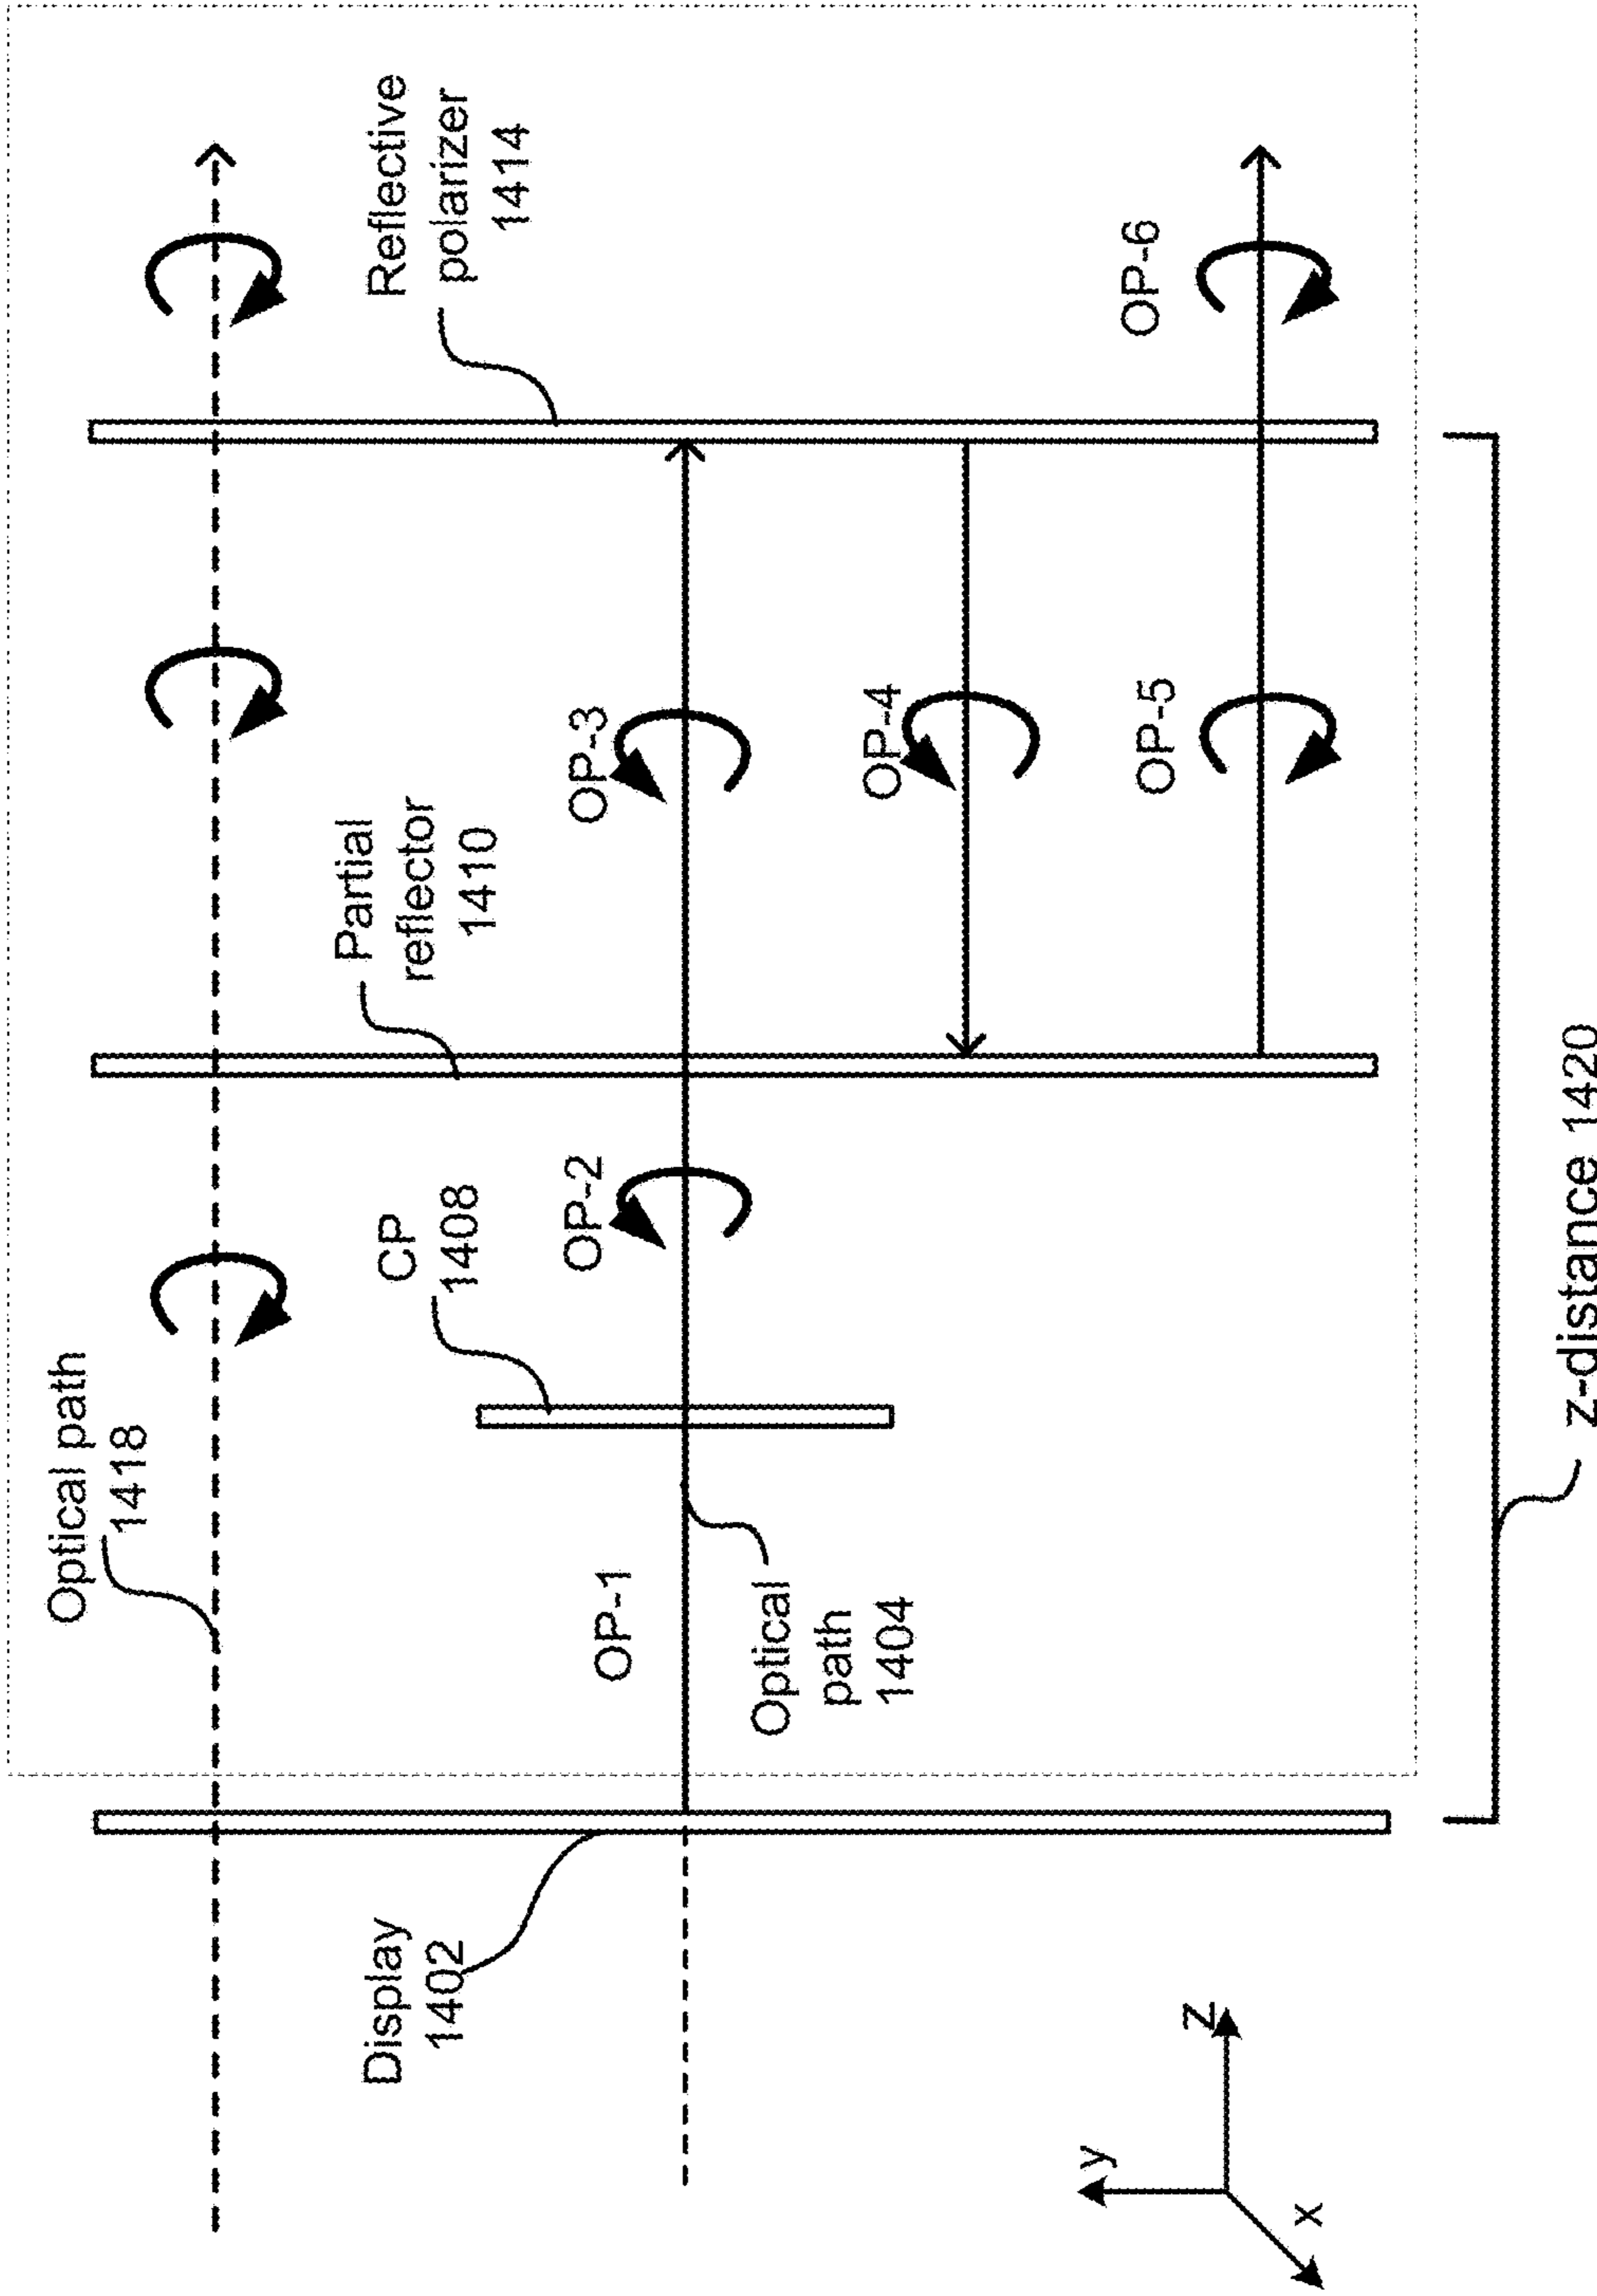 Optical path
1418
Display
1402
OP-1
Optical
path
1404
CP
1408
OP-2
Partial
reflector
1410
OP-3
OP-4
OP-5
Reflective
polarizer
1414
OP-6
y
z
x
z-distance 1420